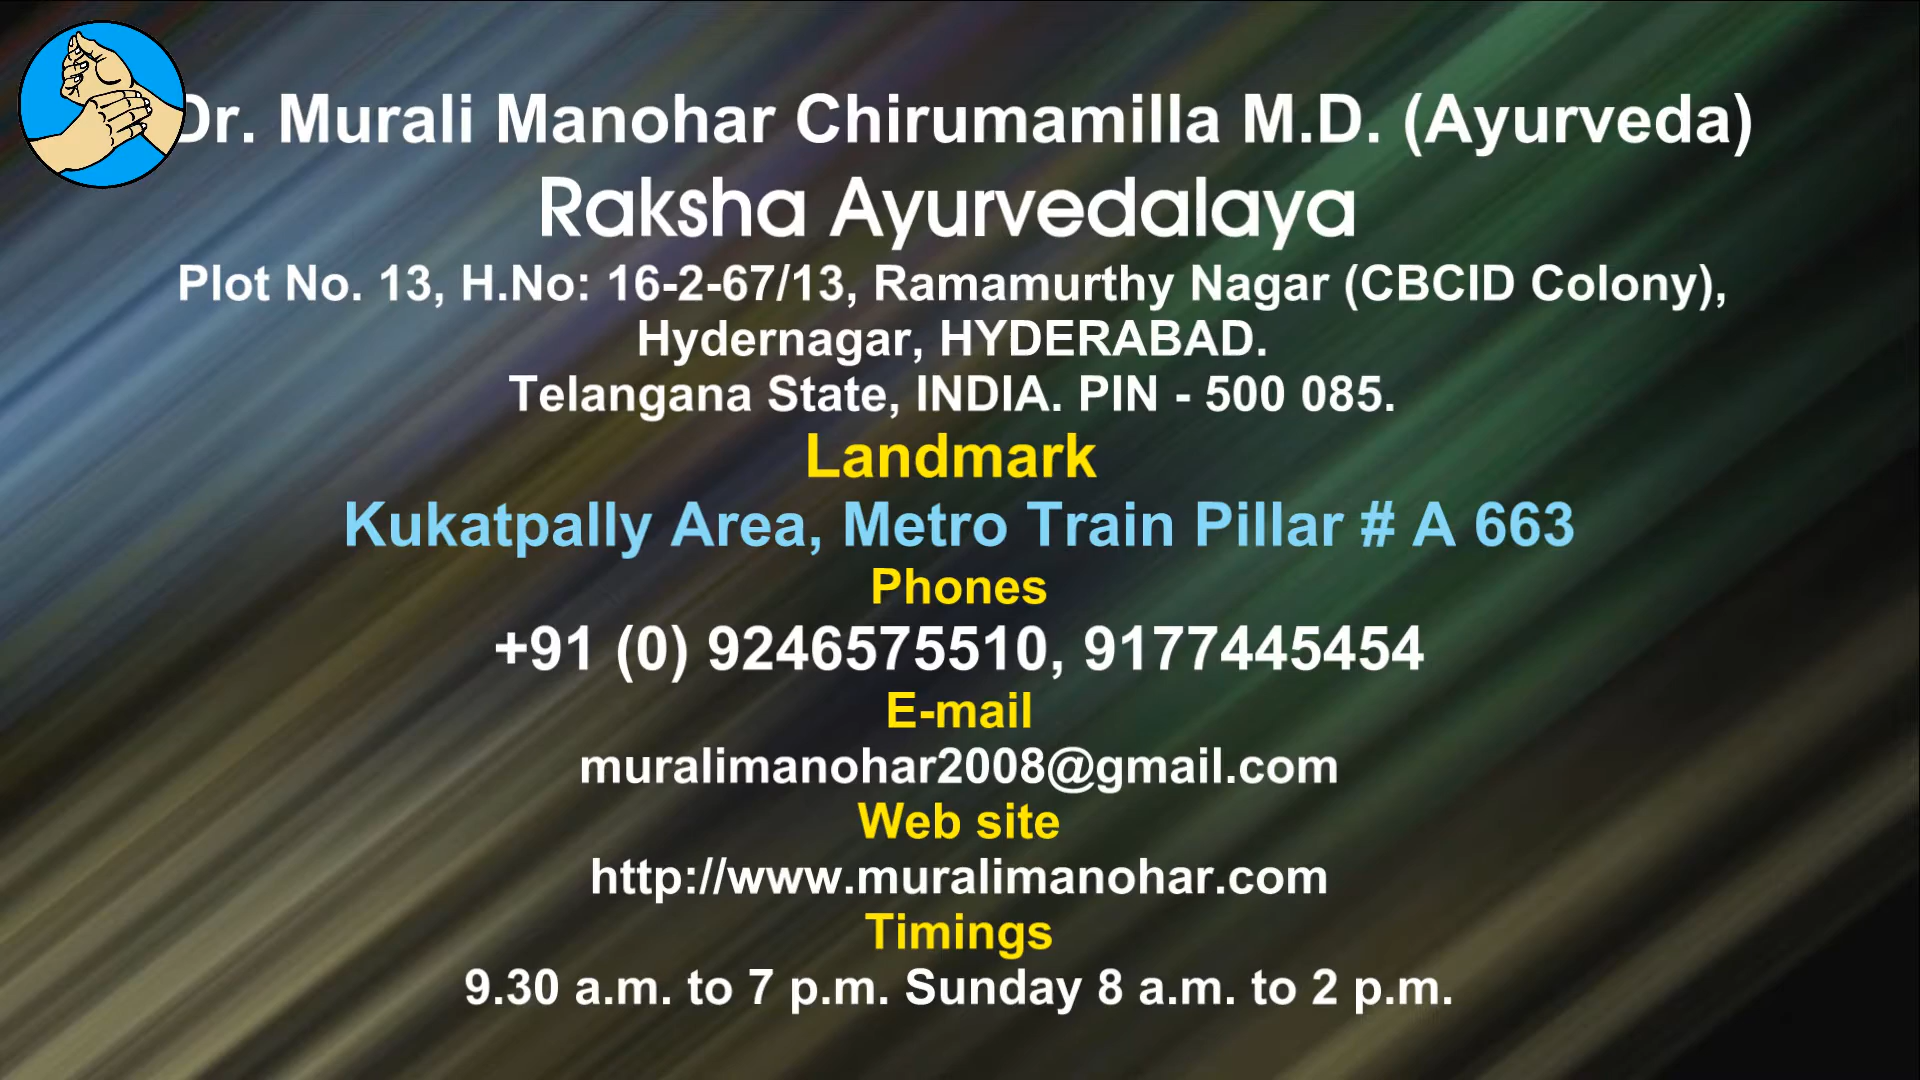 Dr. Murali Manohar Chirumamilla M.D. (Ayurveda)
Raksha Ayurvedalaya
Plot No. 13, H.No: 16-2-67/13, Ramamurthy Nagar (CBCID Colony),
Hydernagar, HYDERABAD.
Telangana State, INDIA. PIN - 500 085.
Landmark
Kukatpally Area, Metro Train Pillar # A 663
Phones
+91 (0) 9246575510, 9177445454
E-mail
muralimanohar2008@gmail.com
Web site
http://www.muralimanohar.com
Timings
9.30 a.m. to 7 p.m. Sunday 8 a.m. to 2 p.m.